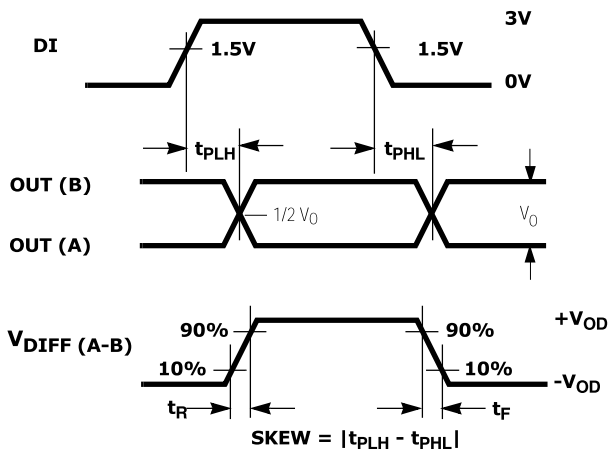 3V
DI
1.5V
1.5V
0V
tPLH
tPHL
OUT (B)
1/2 VO
VO
OUT (A)
90%
90%
+VOD
VDIFF (A-B)
10%
10%
-VOD
tR
tF
SKEW = |tPLH - tPHL|